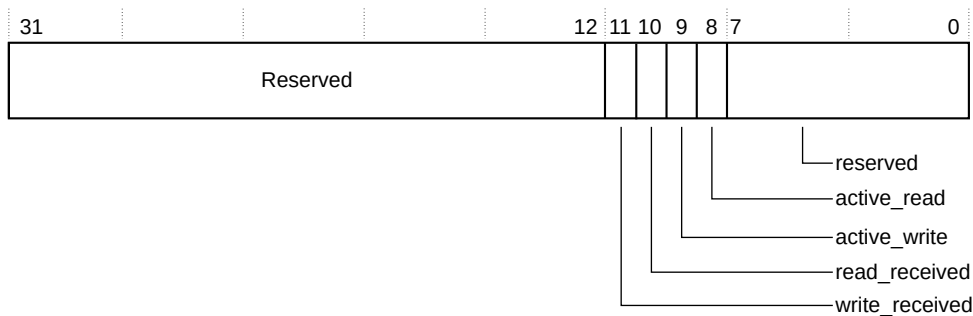 31 12 11 10 9 8 7 0
Reserved
reserved
active_read
active_write
read_received
write_received